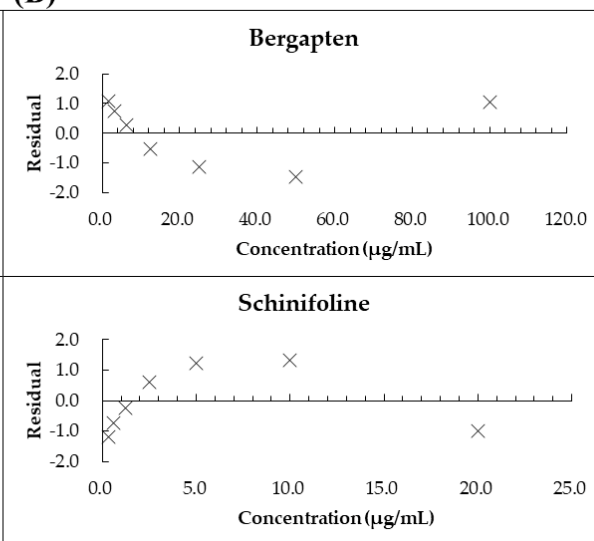 (B)
Bergapten
2.0
1.0
0.0
-1.0
-2.0
Residual
0.0 20.0 40.0 60.0 80.0 100.0 120.0
Concentration (µg/mL)
Schinifoline
2.0
1.0
0.0
-1.0
-2.0
Residual
0.0 5.0 10.0 15.0 20.0 25.0
Concentration (µg/mL)